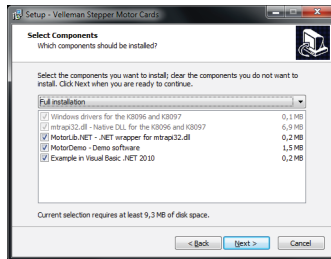 Setup - Velleman Stepper Motor Cards
Select Components
Which components should be installed?
Select the components you want to install; clear the components you do not want to
install. Click Next when you are ready to continue.
Full installation
Windows drivers for the K8096 and K8097 0,1 MB
mtrapi32.dll - Native DLL for the K8096 and K8097 6,9 MB
MotorLib.NET - .NET wrapper for mtrapi32.dll 0,2 MB
MotorDemo - Demo software 1,5 MB
Example in Visual Basic .NET 2010 0,2 MB
Current selection requires at least 9,3 MB of disk space.
< Back Next > Cancel